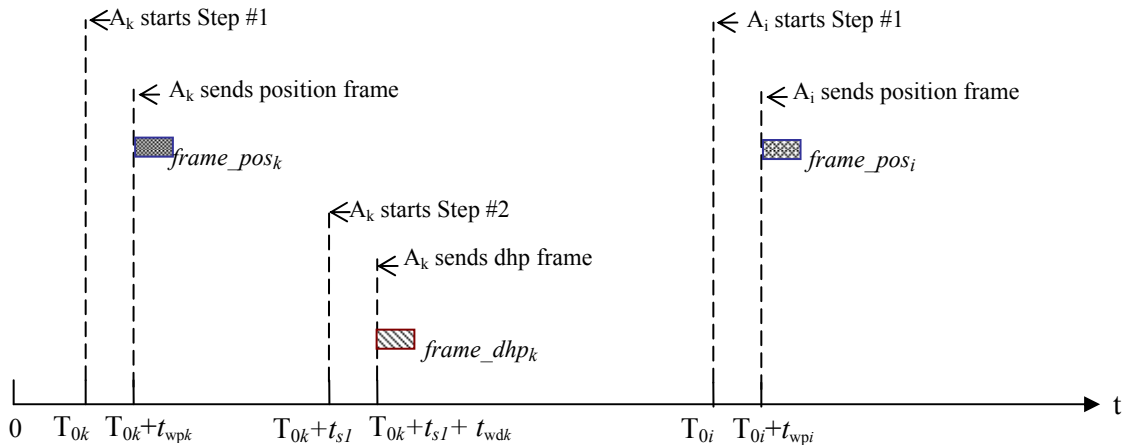 A_k starts Step #1
A_i starts Step #1
A_k sends position frame
A_i sends position frame
frame_pos_k
frame_pos_i
A_k starts Step #2
A_k sends dhp frame
frame_dhp_k
t
0
T_0k
T_0k+t_wpk
T_0k+t_s1
T_0k+t_s1+ t_wdk
T_0i
T_0i+t_wpi